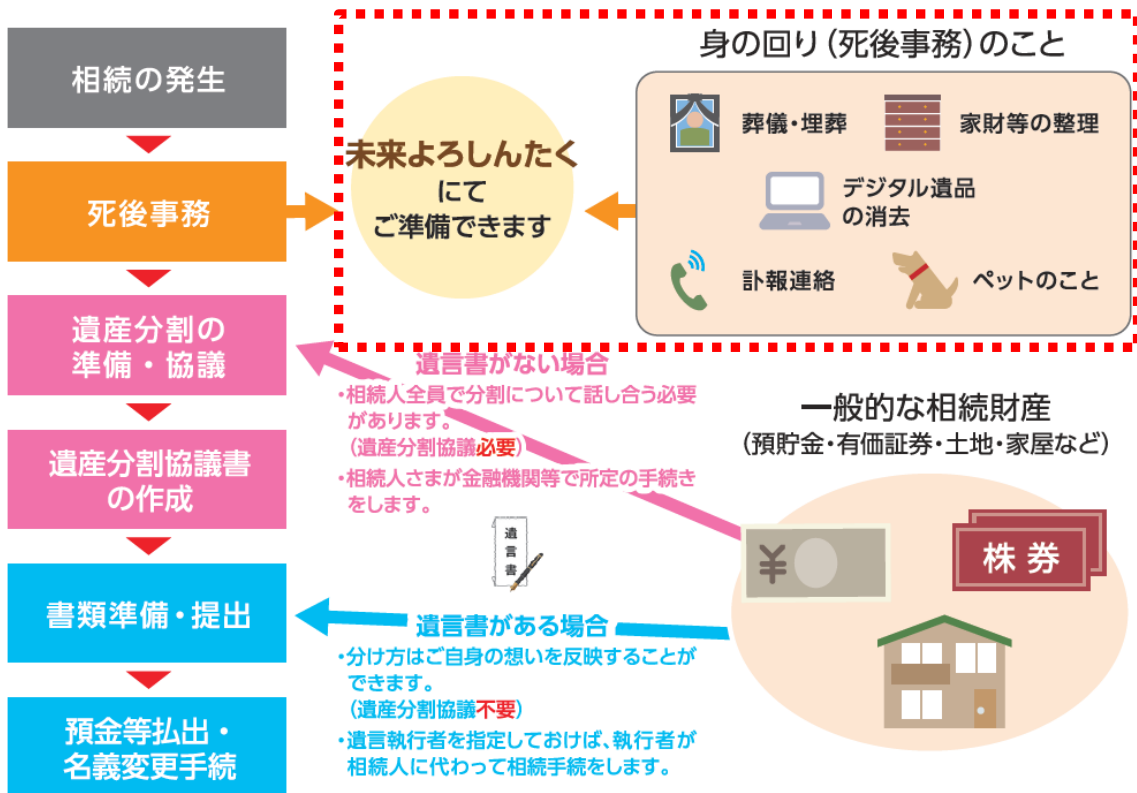 相続の発生
死後事務
遺産分割の
準備・協議
遺産分割協議書
の作成
書類準備・提出
預金等払出・
名義変更手続
未来よろしんたく
にて
ご準備できます
身の回り(死後事務)のこと
葬儀・埋葬
家財等の整理
デジタル遺品
の消去
訃報連絡
ペットのこと
遺言書がない場合
・相続人全員で分割について話し合う必要
があります。
(遺産分割協議必要)
・相続人さまが金融機関等で所定の手続き
をします。
遺言書
遺言書がある場合
・分け方はご自身の想いを反映することが
できます。
(遺産分割協議不要)
・遺言執行者を指定しておけば、執行者が
相続人に代わって相続手続をします。
一般的な相続財産
(預貯金・有価証券・土地・家屋など)
¥
株券